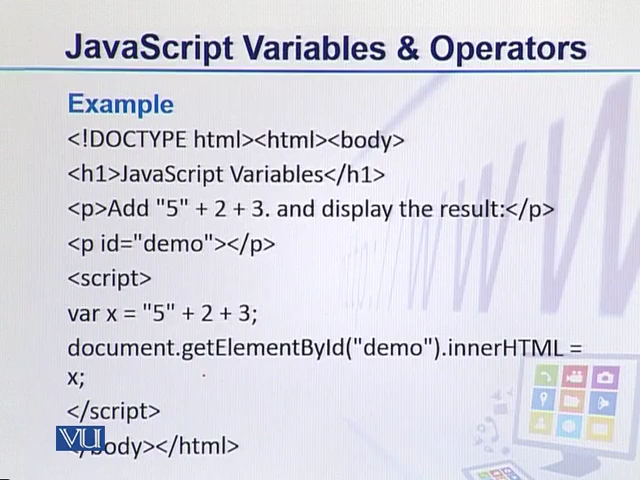 JavaScript Variables & Operators
Example
<!DOCTYPE html><html><body>
<h1>JavaScript Variables</h1>
<p>Add "5" + 2 + 3. and display the result:</p>
<p id="demo"></p>
<script>
var x = "5" + 2 + 3;
document.getElementById("demo").innerHTML =
x;
</script>
VU
</body></html>